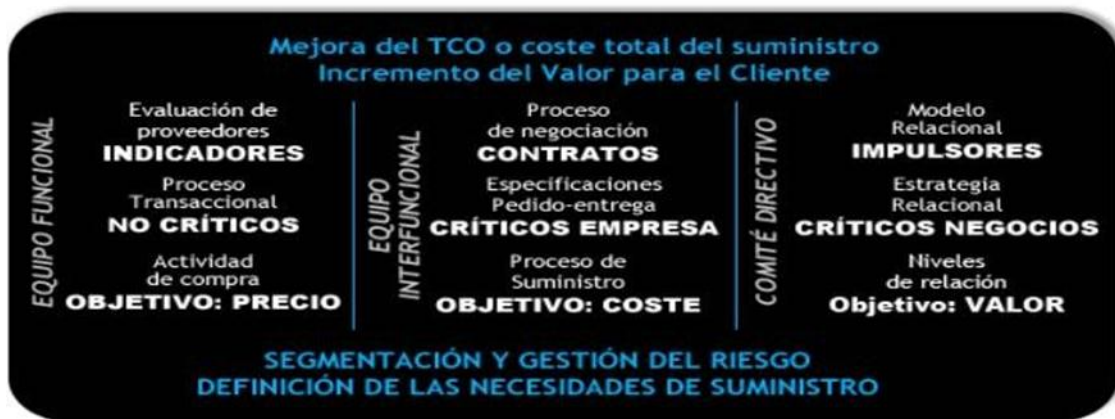 Mejora del TCO o coste total del suministro
Incremento del Valor para el Cliente
EQUIPO FUNCIONAL
Evaluación de
proveedores
INDICADORES
Proceso
Transaccional
NO CRÍTICOS
Actividad
de compra
OBJETIVO: PRECIO
EQUIPO
INTERFUNCIONAL
Proceso
de negociación
CONTRATOS
Especificaciones
Pedido-entrega
CRÍTICOS EMPRESA
Proceso de
Suministro
OBJETIVO: COSTE
COMITÉ DIRECTIVO
Modelo
Relacional
IMPULSORES
Estrategia
Relacional
CRÍTICOS NEGOCIOS
Niveles
de relación
Objetivo: VALOR
SEGMENTACIÓN Y GESTIÓN DEL RIESGO
DEFINICIÓN DE LAS NECESIDADES DE SUMINISTRO